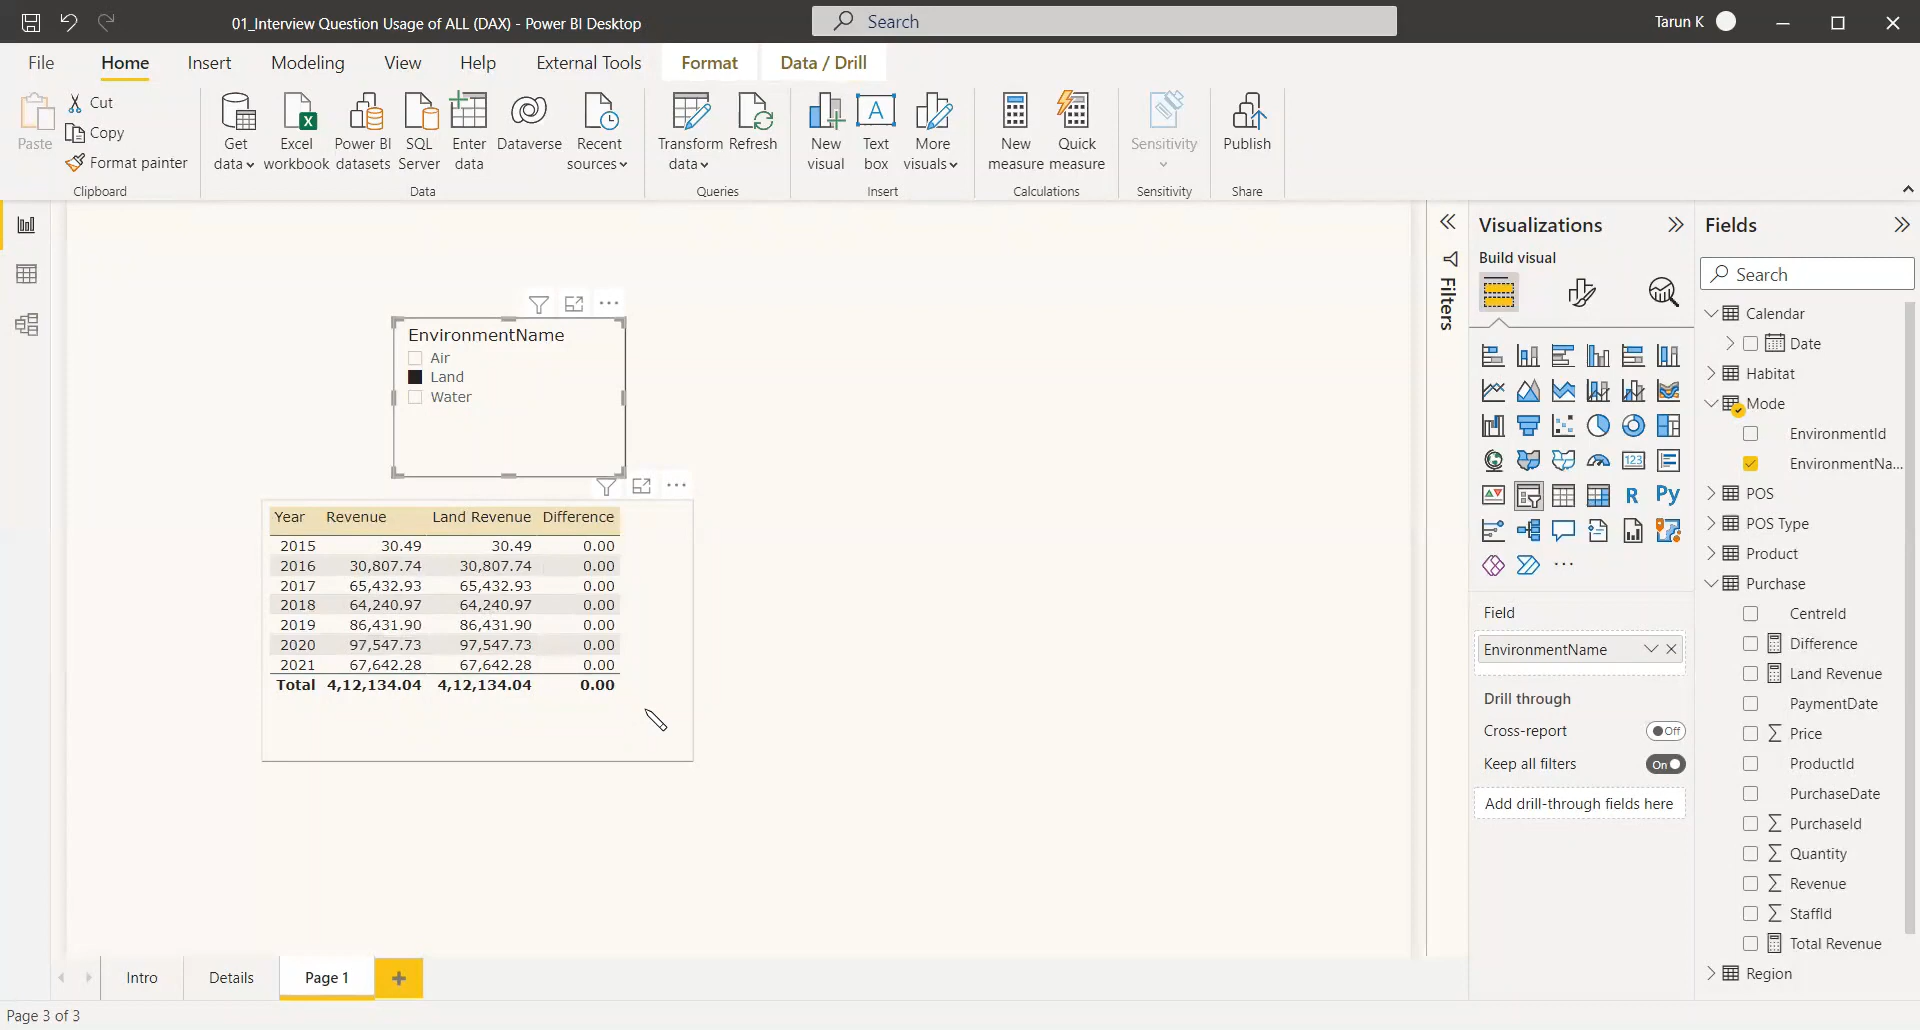 01_Interview Question Usage of ALL (DAX) - Power BI Desktop
Search
Tarun K
File Home Insert Modeling View Help External Tools Format Data / Drill
Paste
Cut
Copy
Format painter
Clipboard
Get data
Excel workbook
Power BI datasets
SQL Server
Enter data
Dataverse
Recent sources
Data
Transform data
Refresh
Queries
New visual
Text box
More visuals
Insert
New measure
Quick measure
Calculations
Sensitivity
Sensitivity
Publish
Share
EnvironmentName
Air
Land
Water
Year Revenue Land Revenue Difference
2015 30.49 30.49 0.00
2016 30,807.74 30,807.74 0.00
2017 65,432.93 65,432.93 0.00
2018 64,240.97 64,240.97 0.00
2019 86,431.90 86,431.90 0.00
2020 97,547.73 97,547.73 0.00
2021 67,642.28 67,642.28 0.00
Total 4,12,134.04 4,12,134.04 0.00
Filters
Visualizations
Build visual
123
R
Py
Field
EnvironmentName
Drill through
Cross-report
Off
Keep all filters
On
Add drill-through fields here
Fields
Search
Calendar
Date
Habitat
Mode
EnvironmentId
EnvironmentNa...
POS
POS Type
Product
Purchase
CentreId
Difference
Land Revenue
PaymentDate
Price
ProductId
PurchaseDate
PurchaseId
Quantity
Revenue
StaffId
Total Revenue
Region
Intro Details Page 1
Page 3 of 3